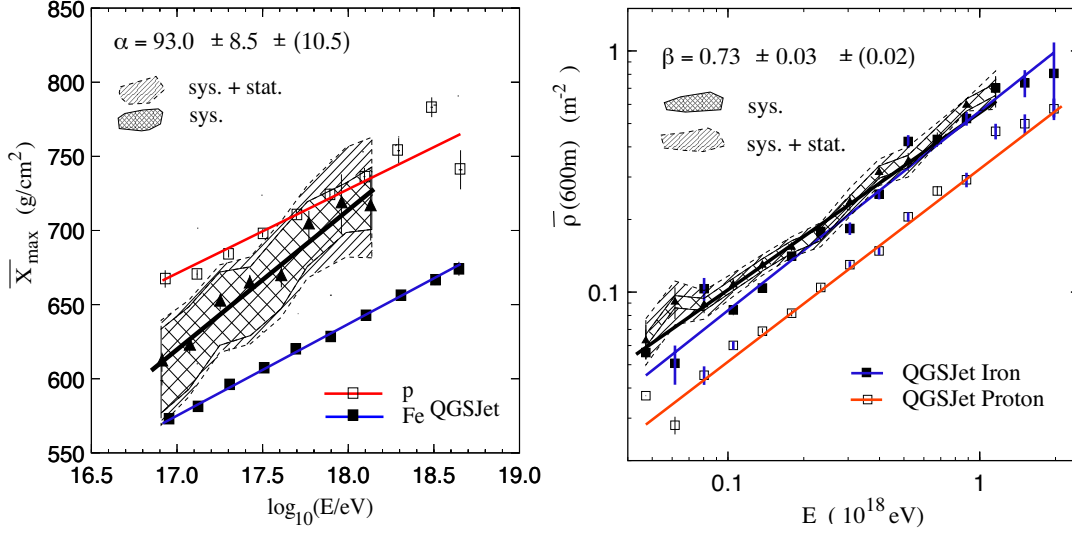 850
800
750
700
650
600
550
16.5
17.0
17.5
18.0
18.5
19.0
X̅max (g/cm²)
log₁₀(E/eV)
α = 93.0 ± 8.5 ± (10.5)
sys. + stat.
sys.
p
Fe QGSJet
1
0.1
0.1
1
ρ̅(600m) (m⁻²)
E ( 10¹⁸ eV)
β = 0.73 ± 0.03 ± (0.02)
sys.
sys. + stat.
QGSJet Iron
QGSJet Proton